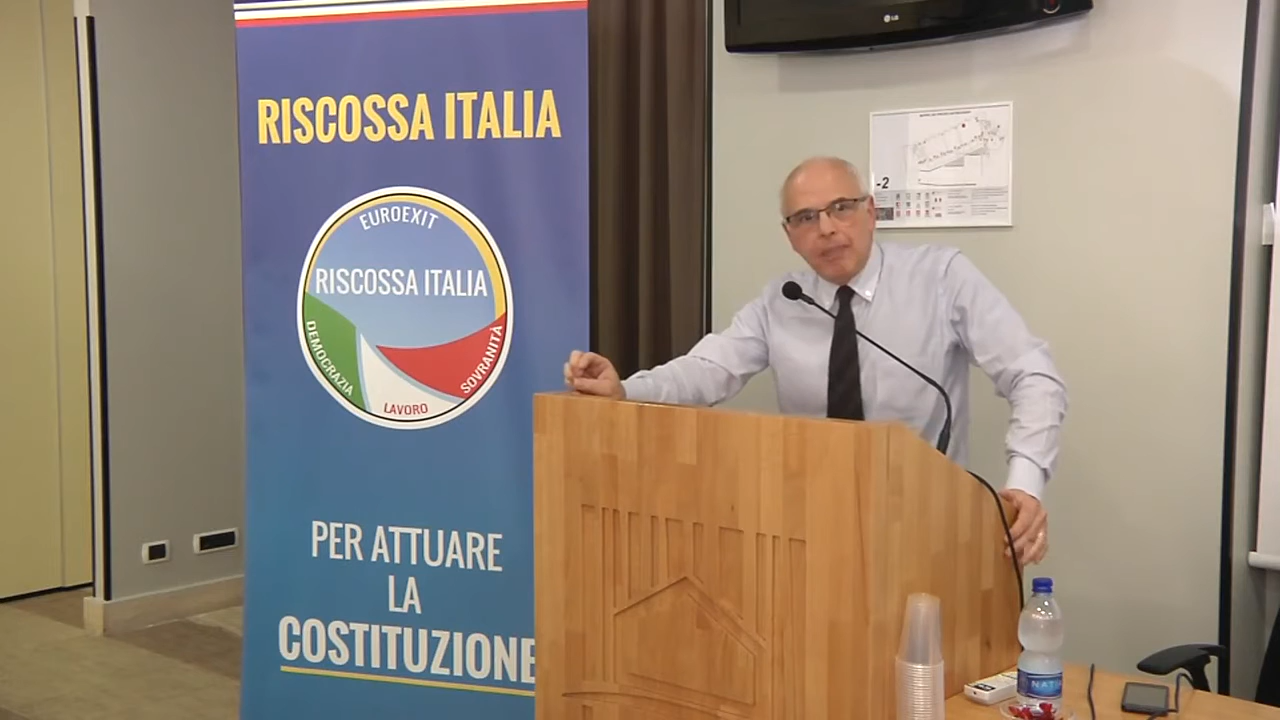 RISCOSSA ITALIA
EUROEXIT
RISCOSSA ITALIA
DEMOCRAZIA
LAVORO
SOVRANITÀ
PER ATTUARE
LA
COSTITUZIONE
LG
-2